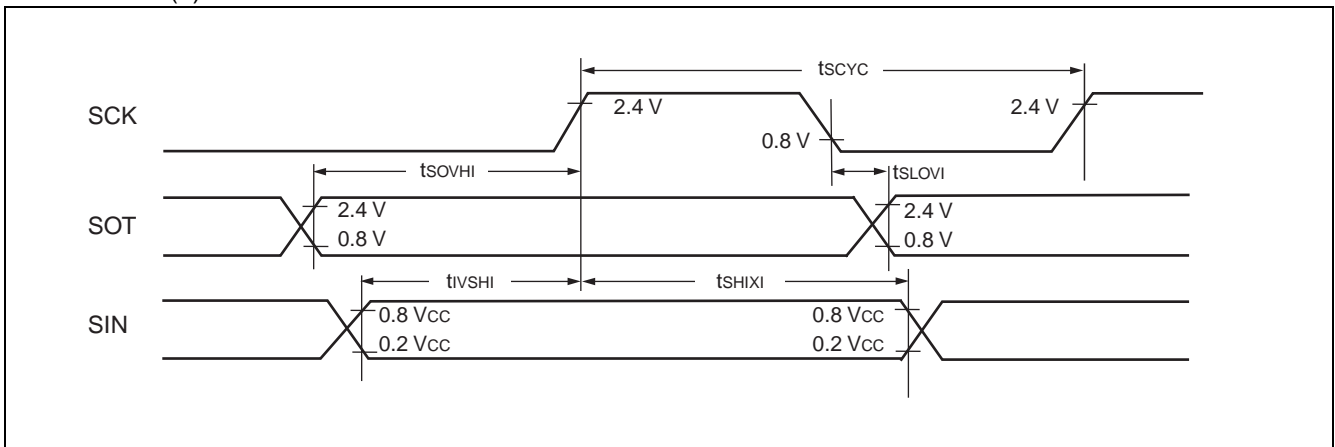 tSCYC
SCK
2.4 V
2.4 V
0.8 V
tSOVHI
tSLOVI
SOT
2.4 V
2.4 V
0.8 V
0.8 V
tIVSHI
tSHIXI
SIN
0.8 VCC
0.8 VCC
0.2 VCC
0.2 VCC